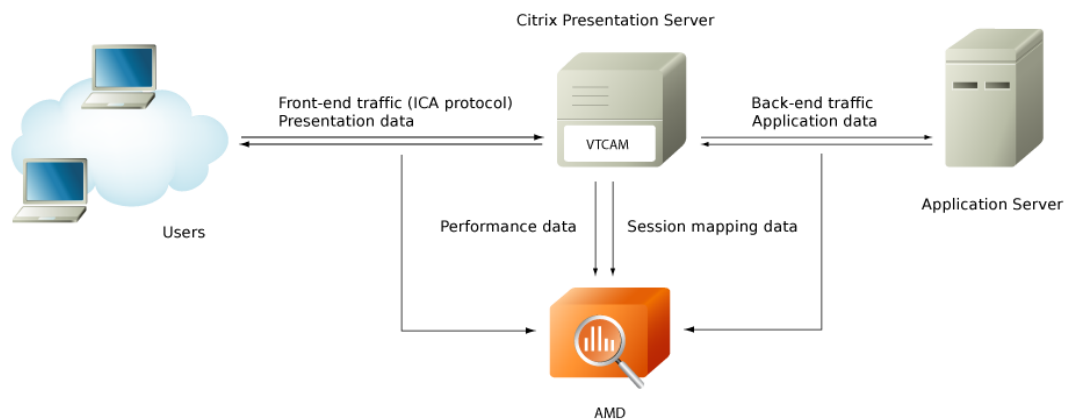 Citrix Presentation Server
Front-end traffic (ICA protocol)
Presentation data
Back-end traffic
Application data
VTCAM
Users
Application Server
Performance data
Session mapping data
AMD